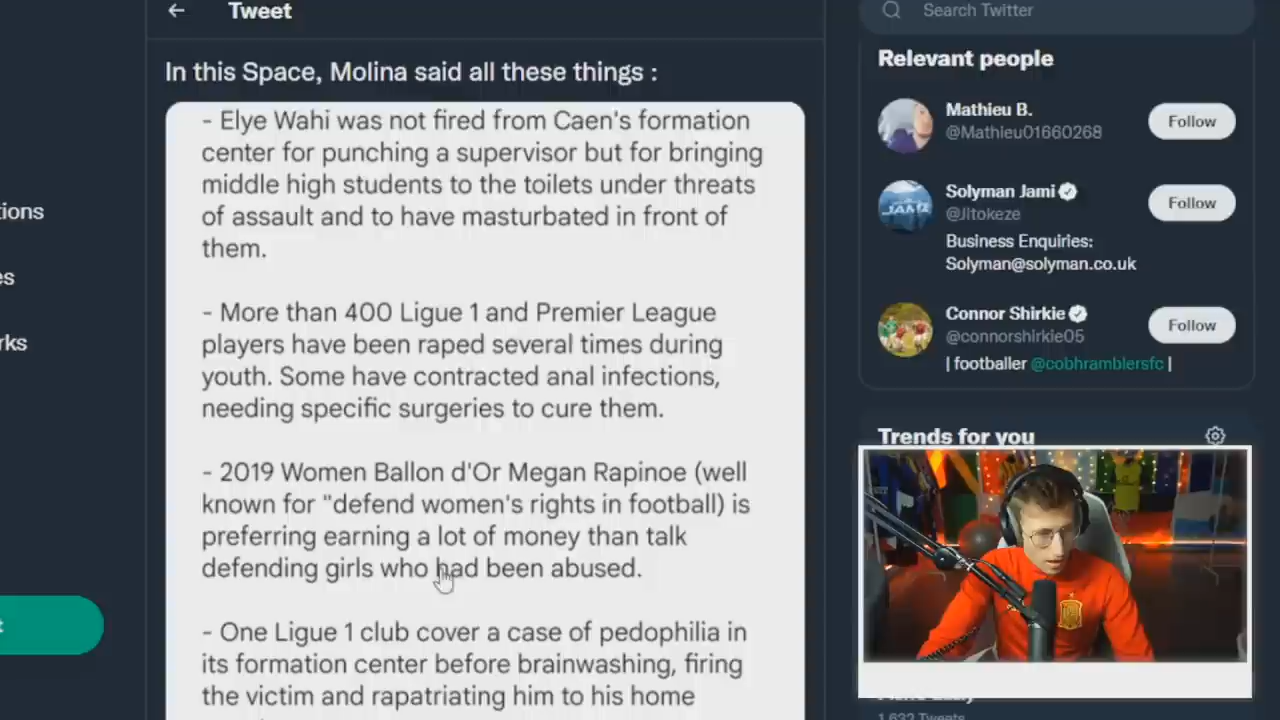 Tweet
In this Space, Molina said all these things :
- Elye Wahi was not fired from Caen's formation
center for punching a supervisor but for bringing
middle high students to the toilets under threats
of assault and to have masturbated in front of
them.
- More than 400 Ligue 1 and Premier League
players have been raped several times during
youth. Some have contracted anal infections,
needing specific surgeries to cure them.
- 2019 Women Ballon d'Or Megan Rapinoe (well
known for "defend women's rights in football) is
preferring earning a lot of money than talk
defending girls who had been abused.
- One Ligue 1 club cover a case of pedophilia in
its formation center before brainwashing, firing
the victim and rapatriating him to his home
tions
es
rks
t
Search Twitter
Relevant people
Mathieu B.
@Mathieu01660268
Follow
Solyman Jami
@Jitokeze
Follow
Business Enquiries:
Solyman@solyman.co.uk
JAMI
Connor Shirkie
@connorshirkie05
Follow
| footballer @cobhramblersfc |
Trends for you
1,632 Tweets